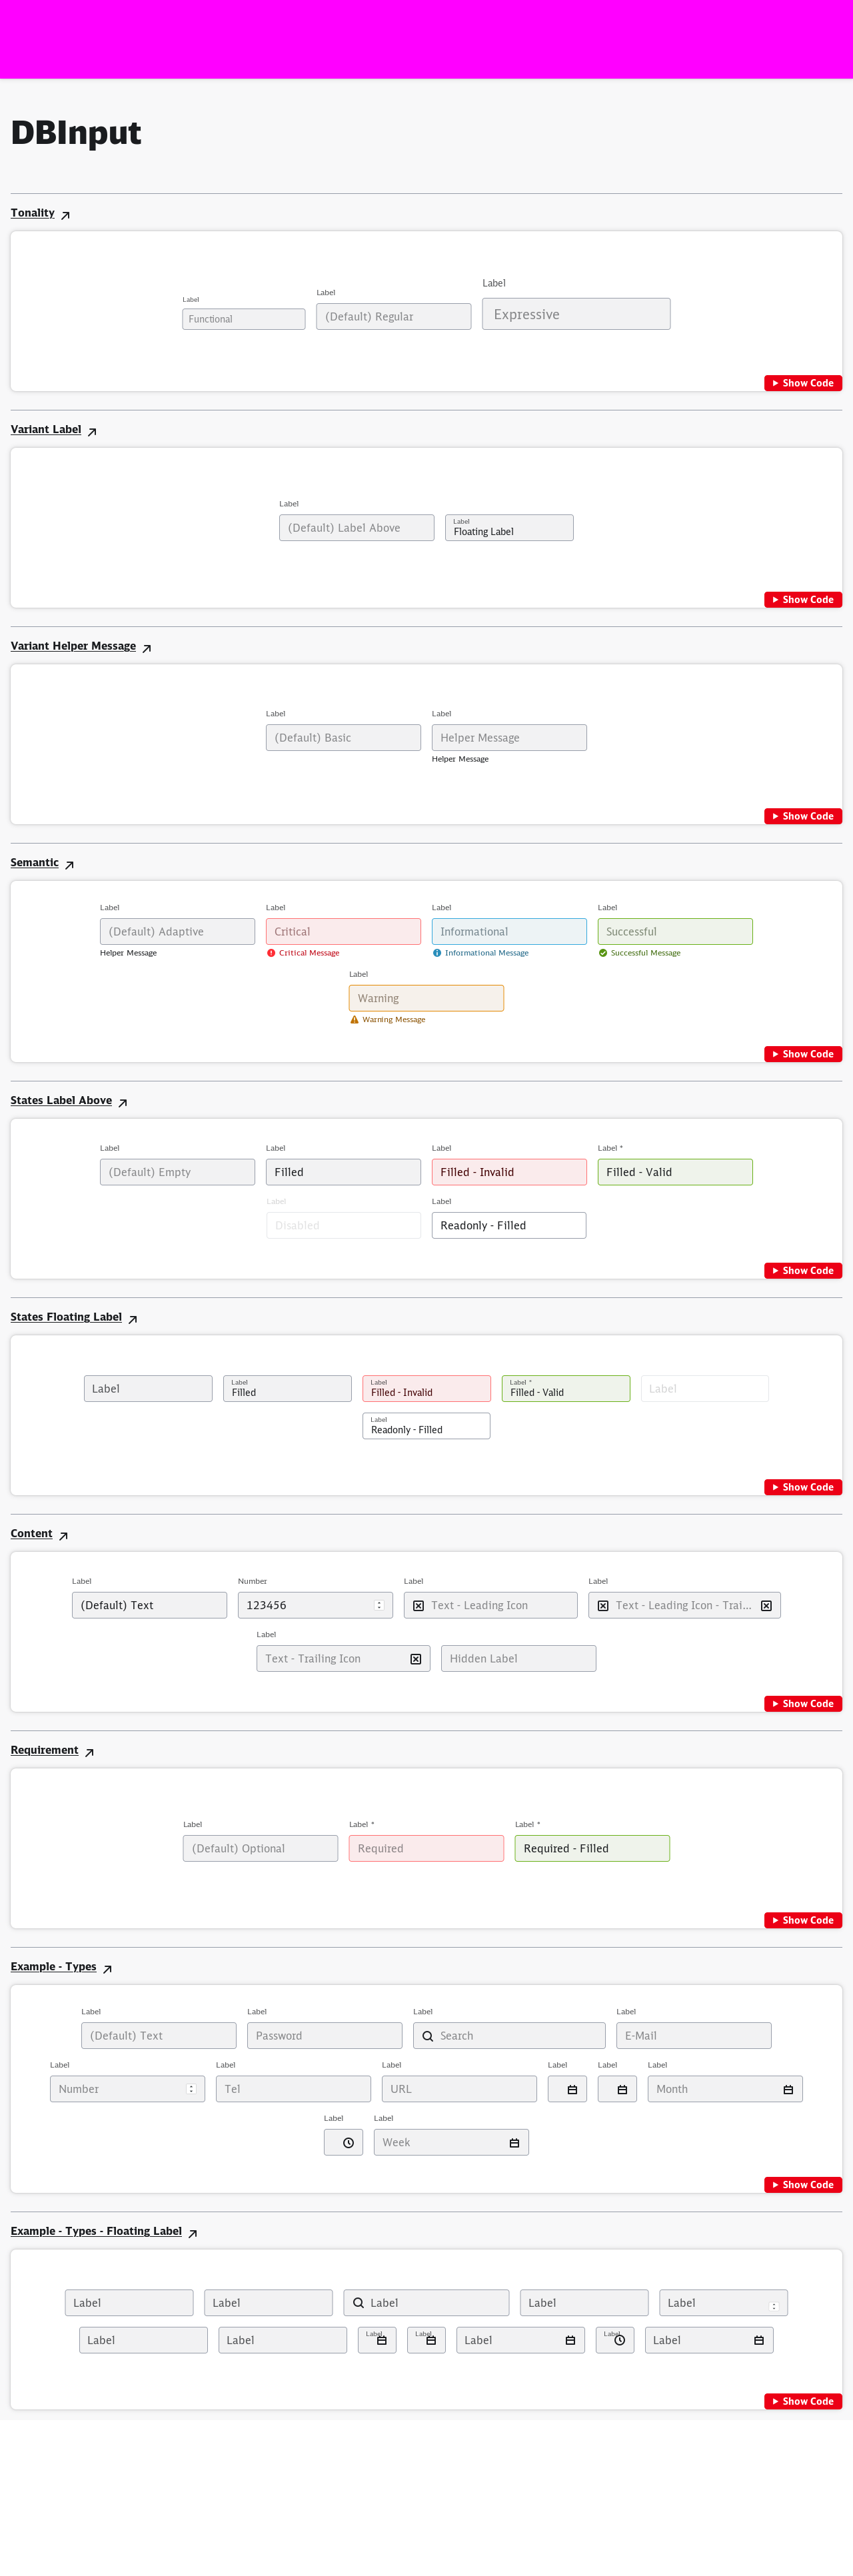 DBInput
Tonality
Label
Label
Label
Functional
(Default) Regular
Expressive
Show Code
Variant Label
Label
(Default) Label Above
Label
Floating Label
Show Code
Variant Helper Message
Label
Label
(Default) Basic
Helper Message
Helper Message
Show Code
Semantic
Label
Label
Label
Label
(Default) Adaptive
Critical
Informational
Successful
Helper Message
Critical Message
Informational Message
Successful Message
Label
Warning
Warning Message
Show Code
States Label Above
Label
Label
Label
Label *
(Default) Empty
Filled
Filled - Invalid
Filled - Valid
Label
Label
Disabled
Readonly - Filled
Show Code
States Floating Label
Label
Label
Filled
Label
Filled - Invalid
Label *
Filled - Valid
Label
Label
Readonly - Filled
Show Code
Content
Label
Number
Label
Label
(Default) Text
123456
Text - Leading Icon
Text - Leading Icon - Trai...
Label
Text - Trailing Icon
Hidden Label
Show Code
Requirement
Label
Label *
Label *
(Default) Optional
Required
Required - Filled
Show Code
Example - Types
Label
Label
Label
Label
(Default) Text
Password
Search
E-Mail
Label
Label
Label
Label
Label
Label
Number
Tel
URL
Month
Label
Label
Week
Show Code
Example - Types - Floating Label
Label
Label
Label
Label
Label
Label
Label
Label
Label
Label
Label
Label
Show Code